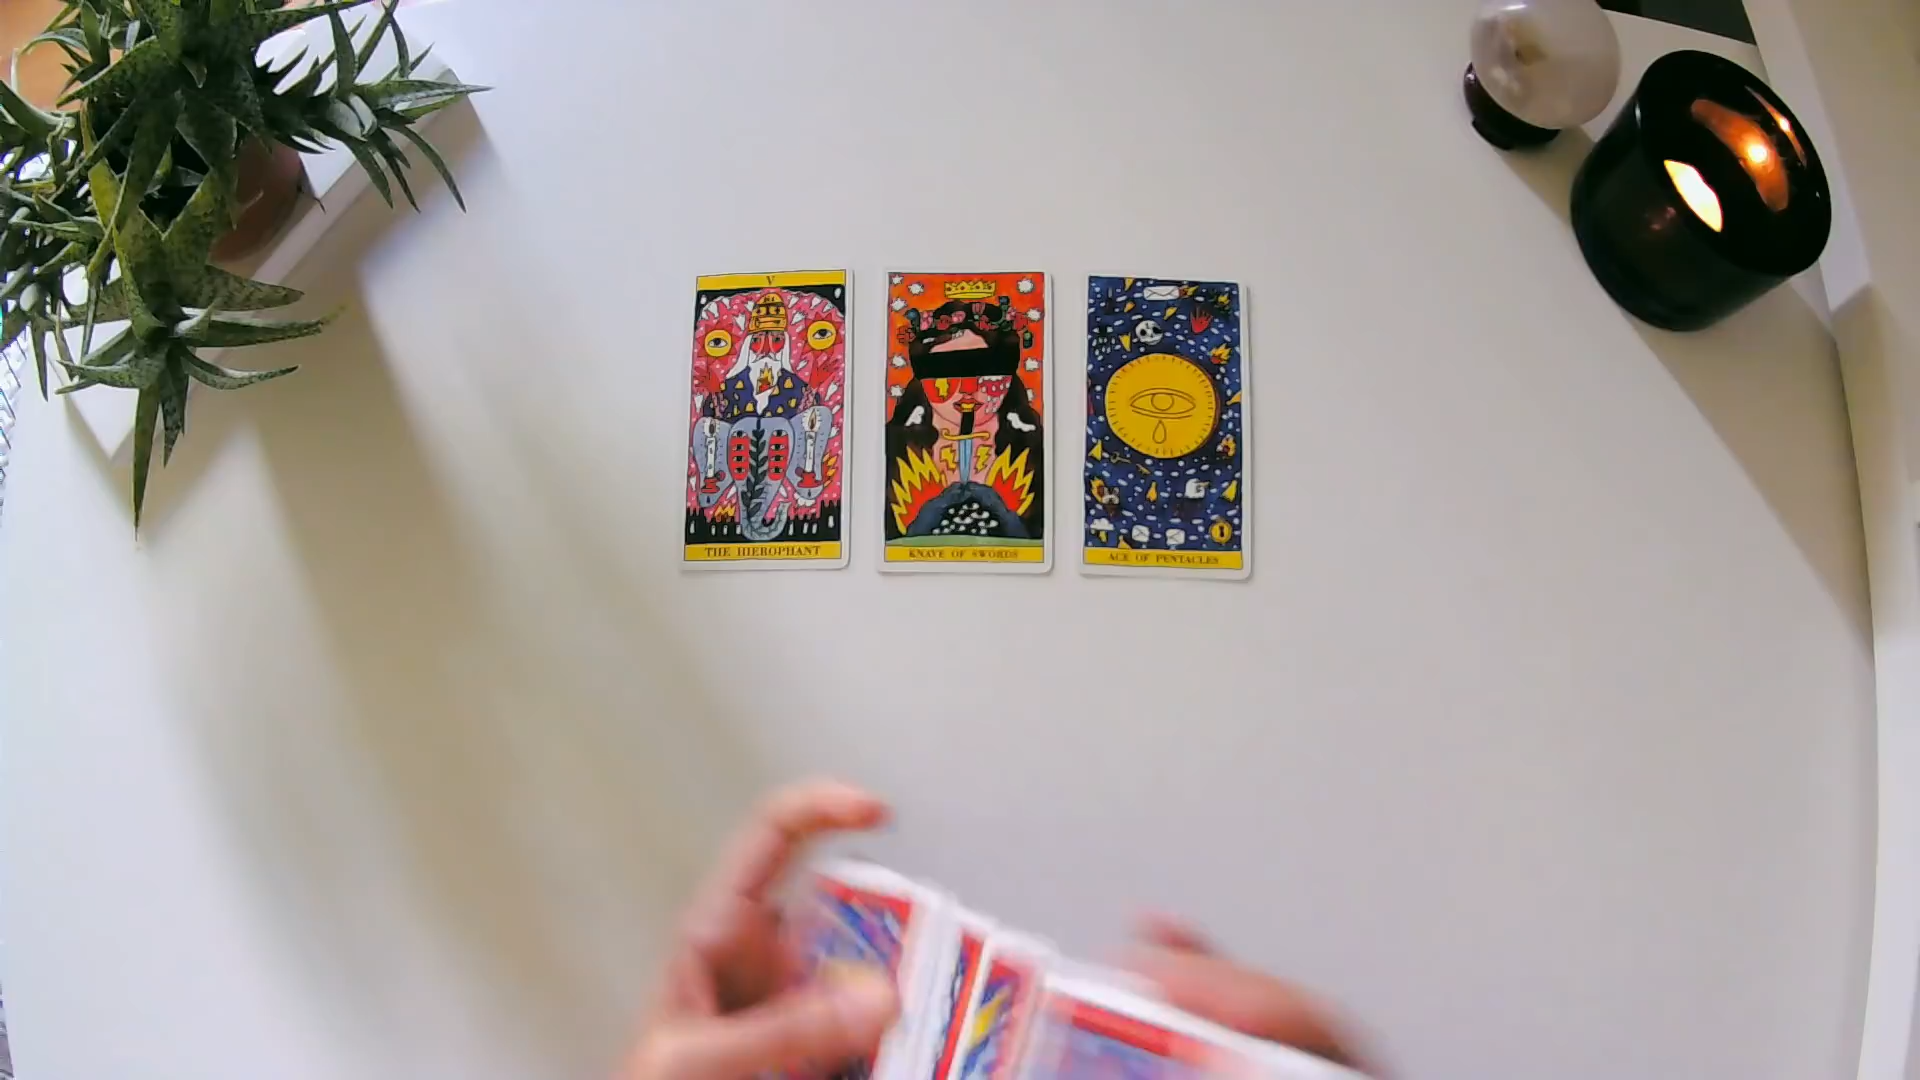 V
THE HIEROPHANT
KNAVE OF SWORDS
ACE OF PENTACLES